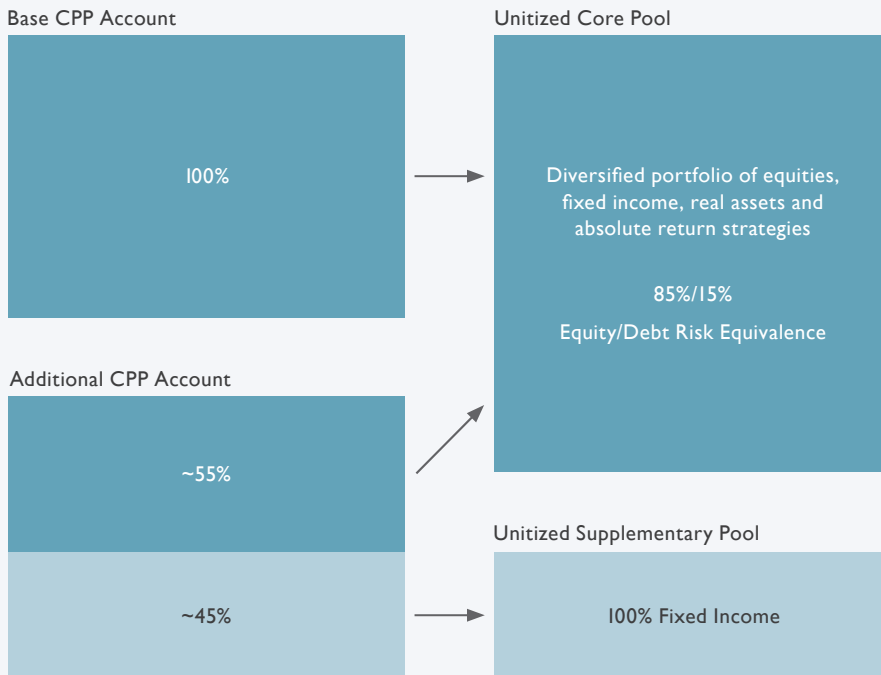 Base CPP Account
100%
Additional CPP Account
~55%
~45%
Unitized Core Pool
Diversified portfolio of equities,
fixed income, real assets and
absolute return strategies
85%/15%
Equity/Debt Risk Equivalence
Unitized Supplementary Pool
100% Fixed Income